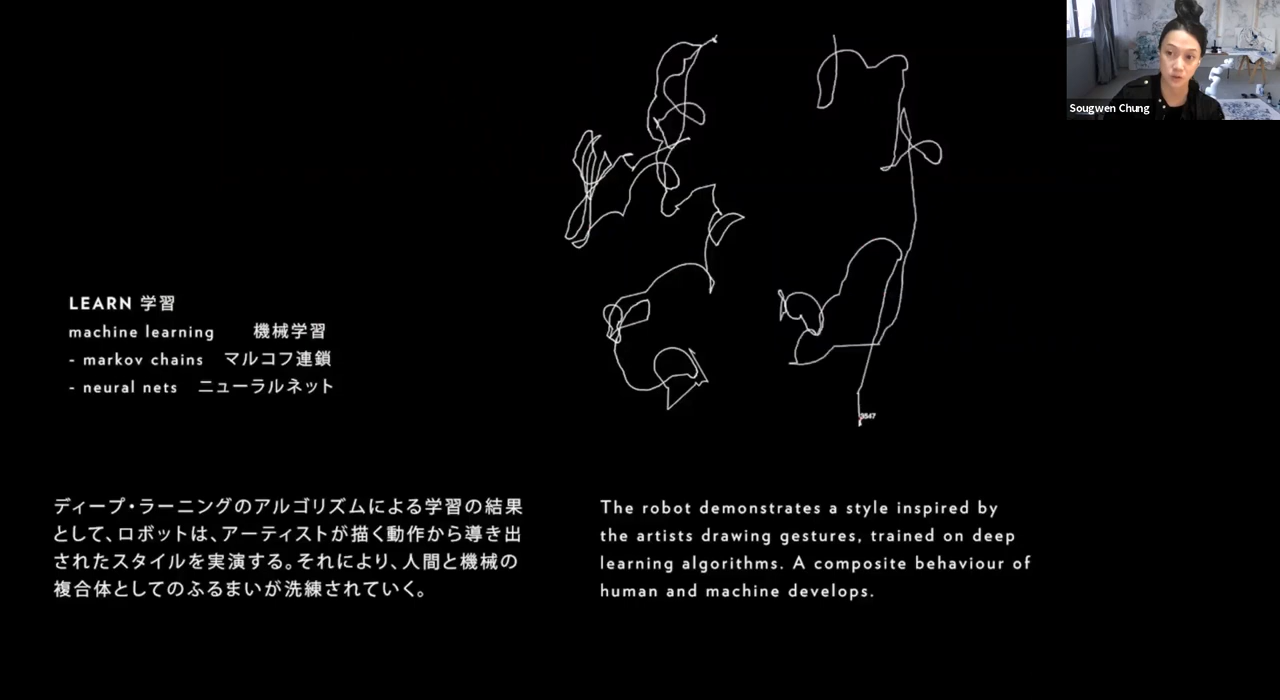 Sougwen Chung
LEARN 学習
machine learning 機械学習
- markov chains マルコフ連鎖
- neural nets ニューラルネット
3547
ディープ・ラーニングのアルゴリズムによる学習の結果
として、ロボットは、アーティストが描く動作から導き出
されたスタイルを実演する。それにより、人間と機械の
複合体としてのふるまいが洗練されていく。
The robot demonstrates a style inspired by
the artists drawing gestures, trained on deep
learning algorithms. A composite behaviour of
human and machine develops.